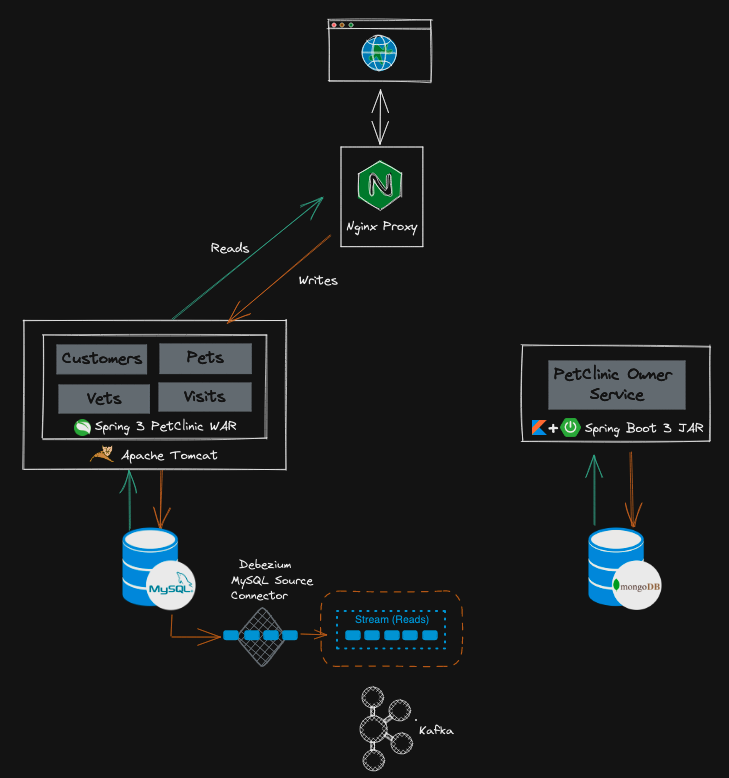 N
Nginx Proxy
Reads
Writes
Customers
Pets
Vets
Visits
Spring 3 PetClinic WAR
Apache Tomcat
PetClinic Owner
Service
+
Spring Boot 3 JAR
MySQL
mongoDB
Debezium
MySQL Source
Connector
Stream (Reads)
Kafka